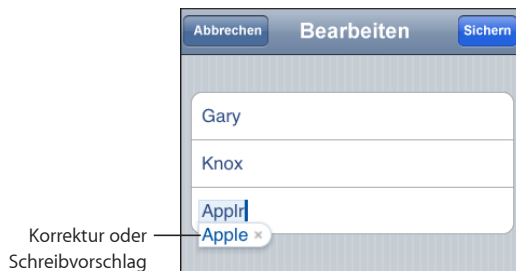 Abbrechen Bearbeiten Sichern
Gary
Knox
Applr
Apple ×
Korrektur oder
Schreibvorschlag